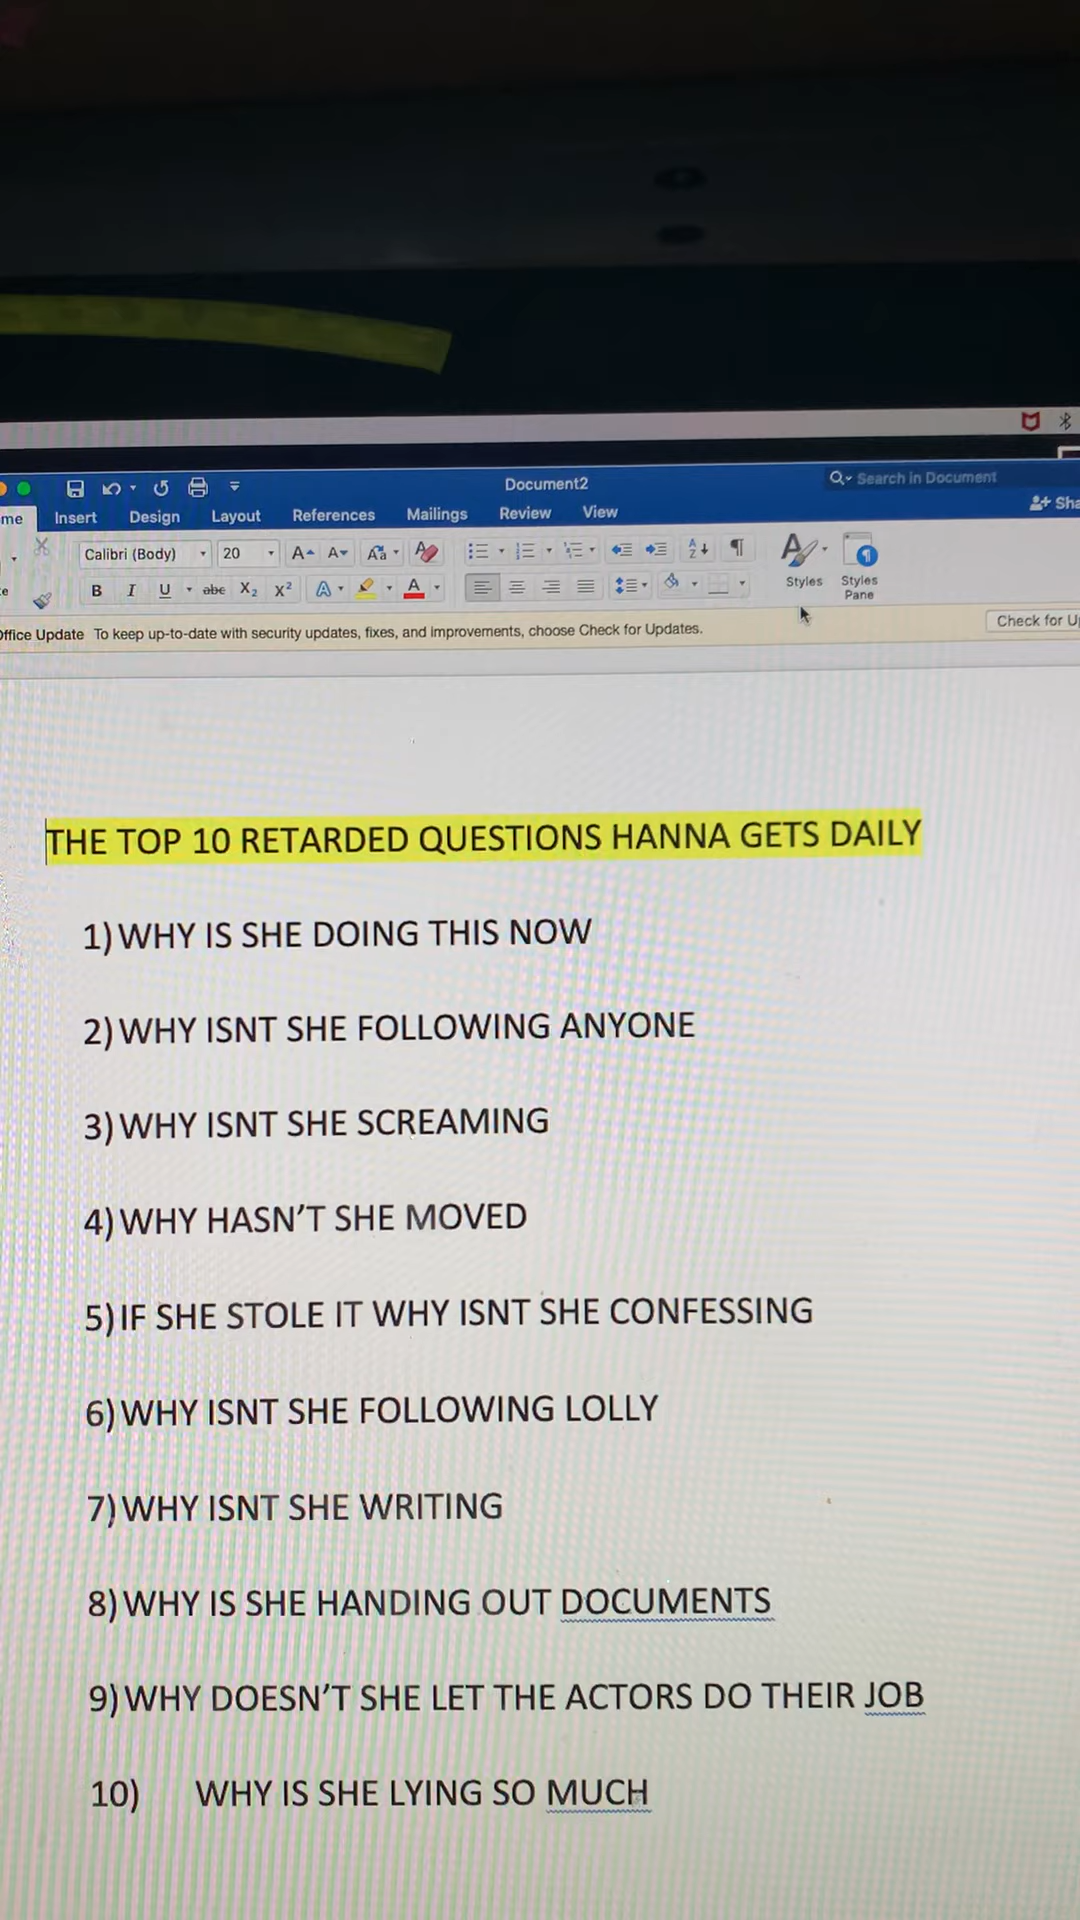 Document2
Search in Document
me Insert Design Layout References Mailings Review View
Calibri (Body) 20
Styles Styles Pane
Office Update To keep up-to-date with security updates, fixes, and improvements, choose Check for Updates.
Check for
THE TOP 10 RETARDED QUESTIONS HANNA GETS DAILY
1) WHY IS SHE DOING THIS NOW
2) WHY ISNT SHE FOLLOWING ANYONE
3) WHY ISNT SHE SCREAMING
4) WHY HASN’T SHE MOVED
5) IF SHE STOLE IT WHY ISNT SHE CONFESSING
6) WHY ISNT SHE FOLLOWING LOLLY
7) WHY ISNT SHE WRITING
8) WHY IS SHE HANDING OUT DOCUMENTS
9) WHY DOESN’T SHE LET THE ACTORS DO THEIR JOB
10) WHY IS SHE LYING SO MUCH